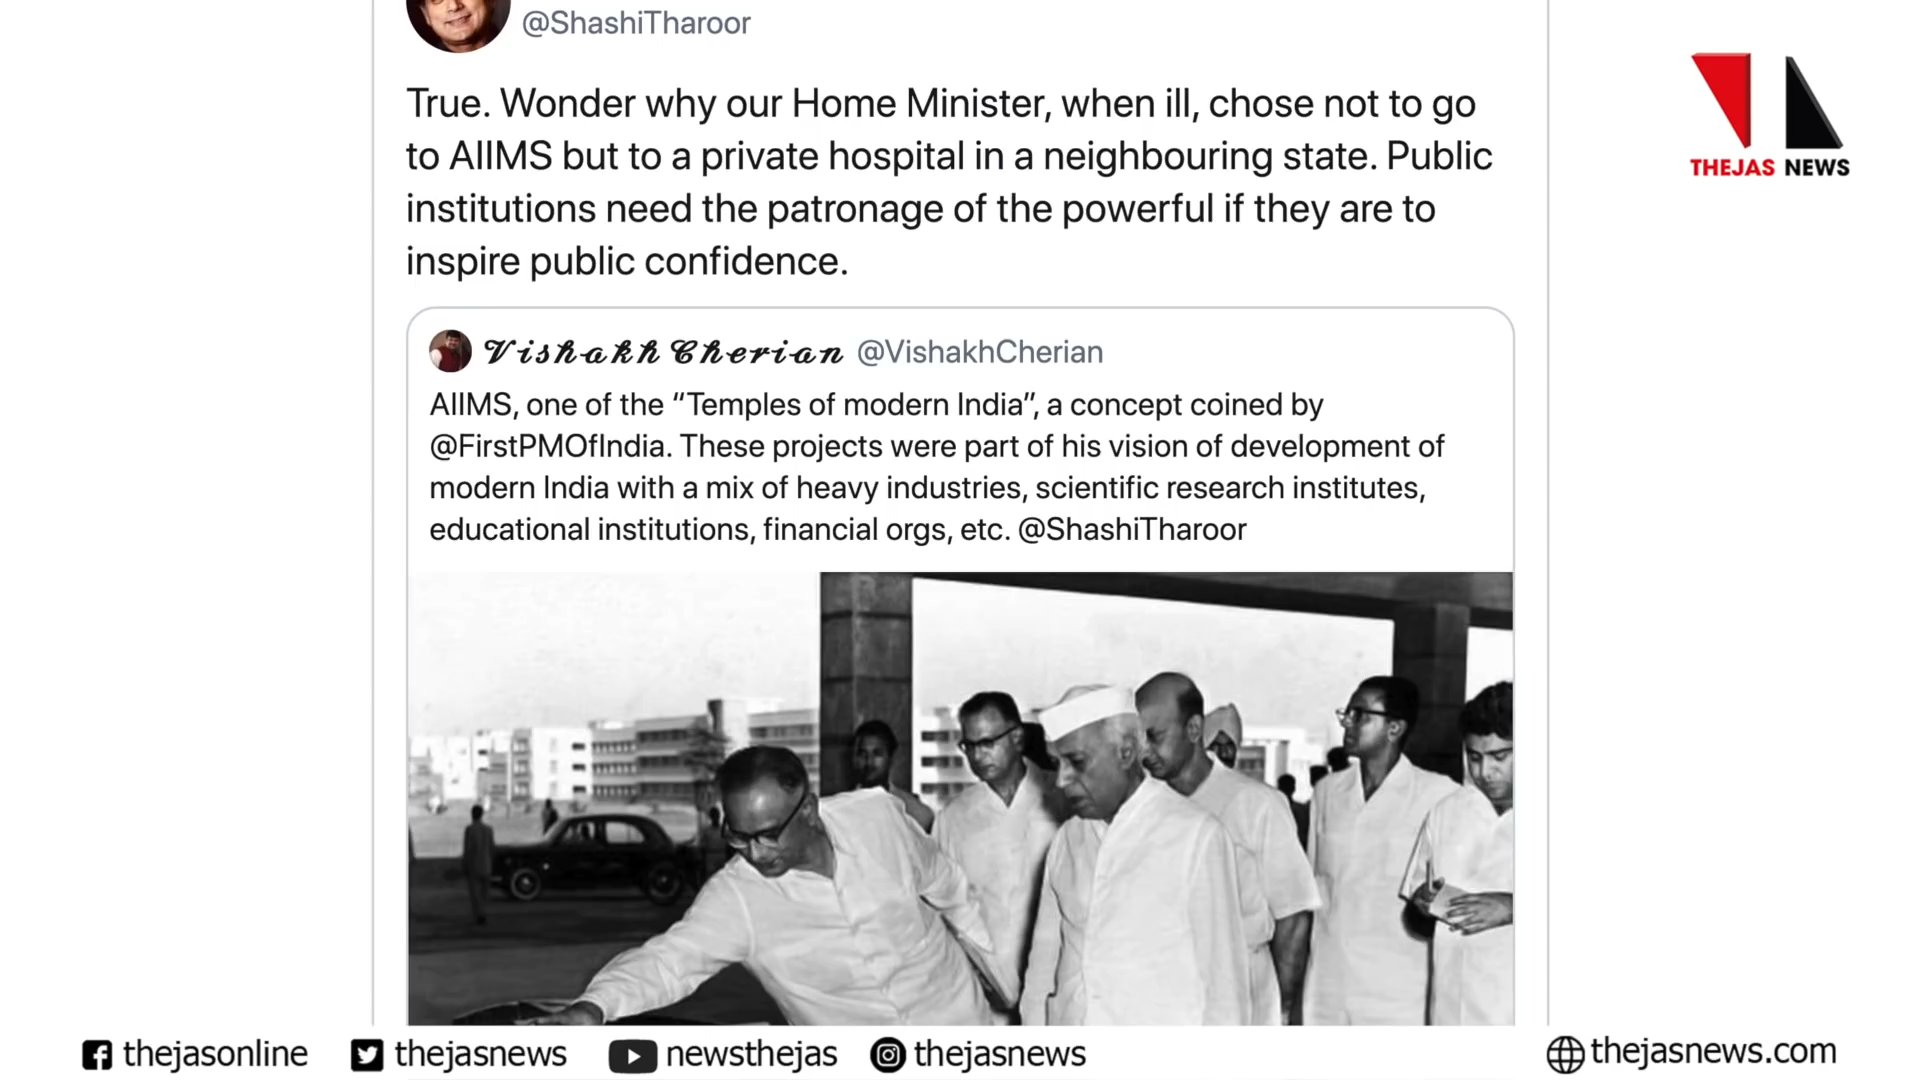 @ShashiTharoor
True. Wonder why our Home Minister, when ill, chose not to go
to AIIMS but to a private hospital in a neighbouring state. Public
institutions need the patronage of the powerful if they are to
inspire public confidence.
THEJAS NEWS
𝓥𝓲𝓼𝓱𝓪𝓴𝓱 𝓒𝓱𝓮𝓻𝓲𝓪𝓷 @VishakhCherian
AIIMS, one of the “Temples of modern India”, a concept coined by
@FirstPMOfIndia. These projects were part of his vision of development of
modern India with a mix of heavy industries, scientific research institutes,
educational institutions, financial orgs, etc. @ShashiTharoor
thejasonline thejasnews newsthejas thejasnews thejasnews.com